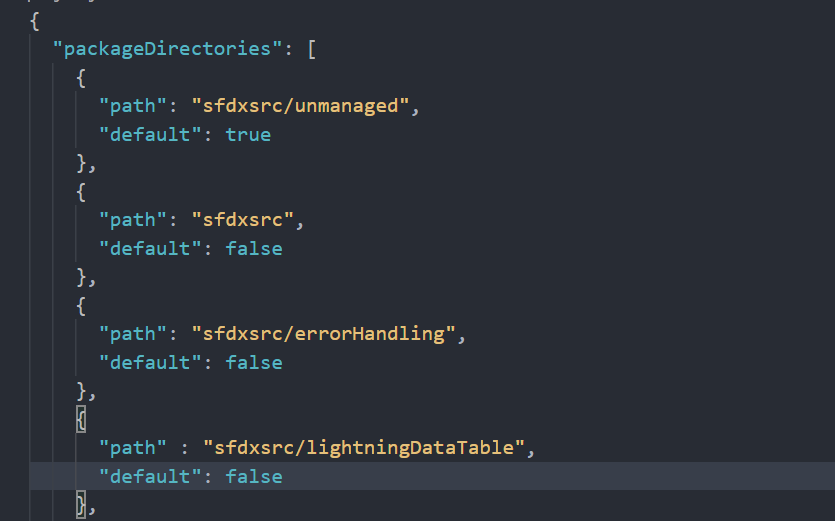 {
"packageDirectories": [
{
"path": "sfdxsrc/unmanaged",
"default": true
},
{
"path": "sfdxsrc",
"default": false
},
{
"path": "sfdxsrc/errorHandling",
"default": false
},
{
"path" : "sfdxsrc/lightningDataTable",
"default": false
},